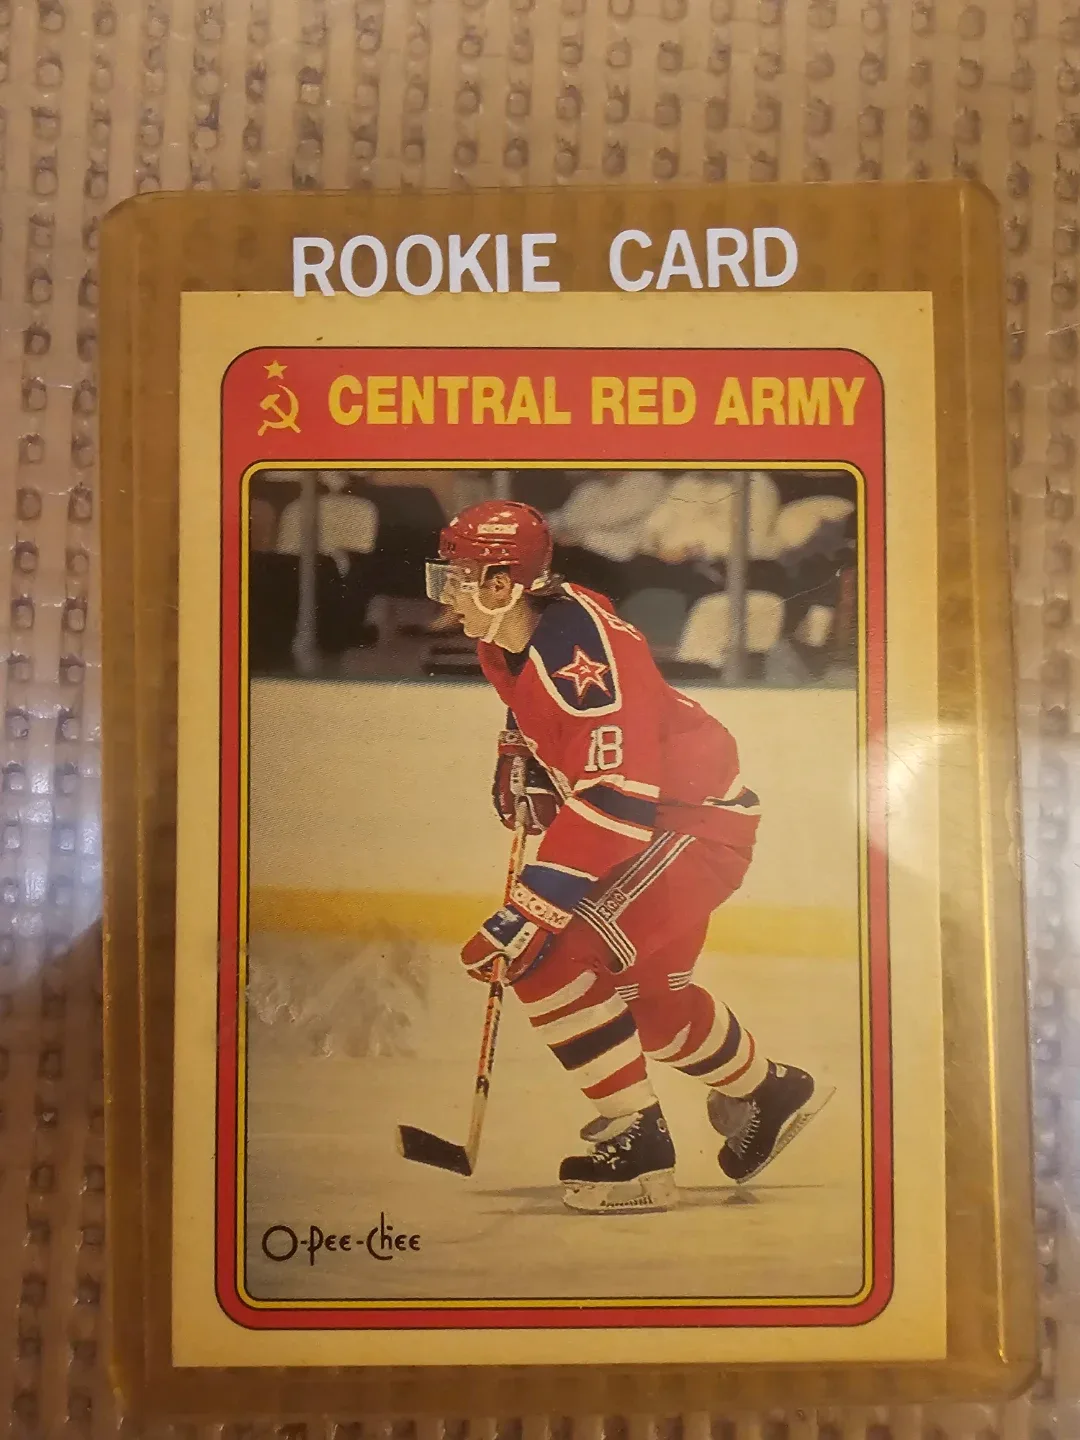 ROOKIE CARD
CENTRAL RED ARMY
18
O-Pee-Chee